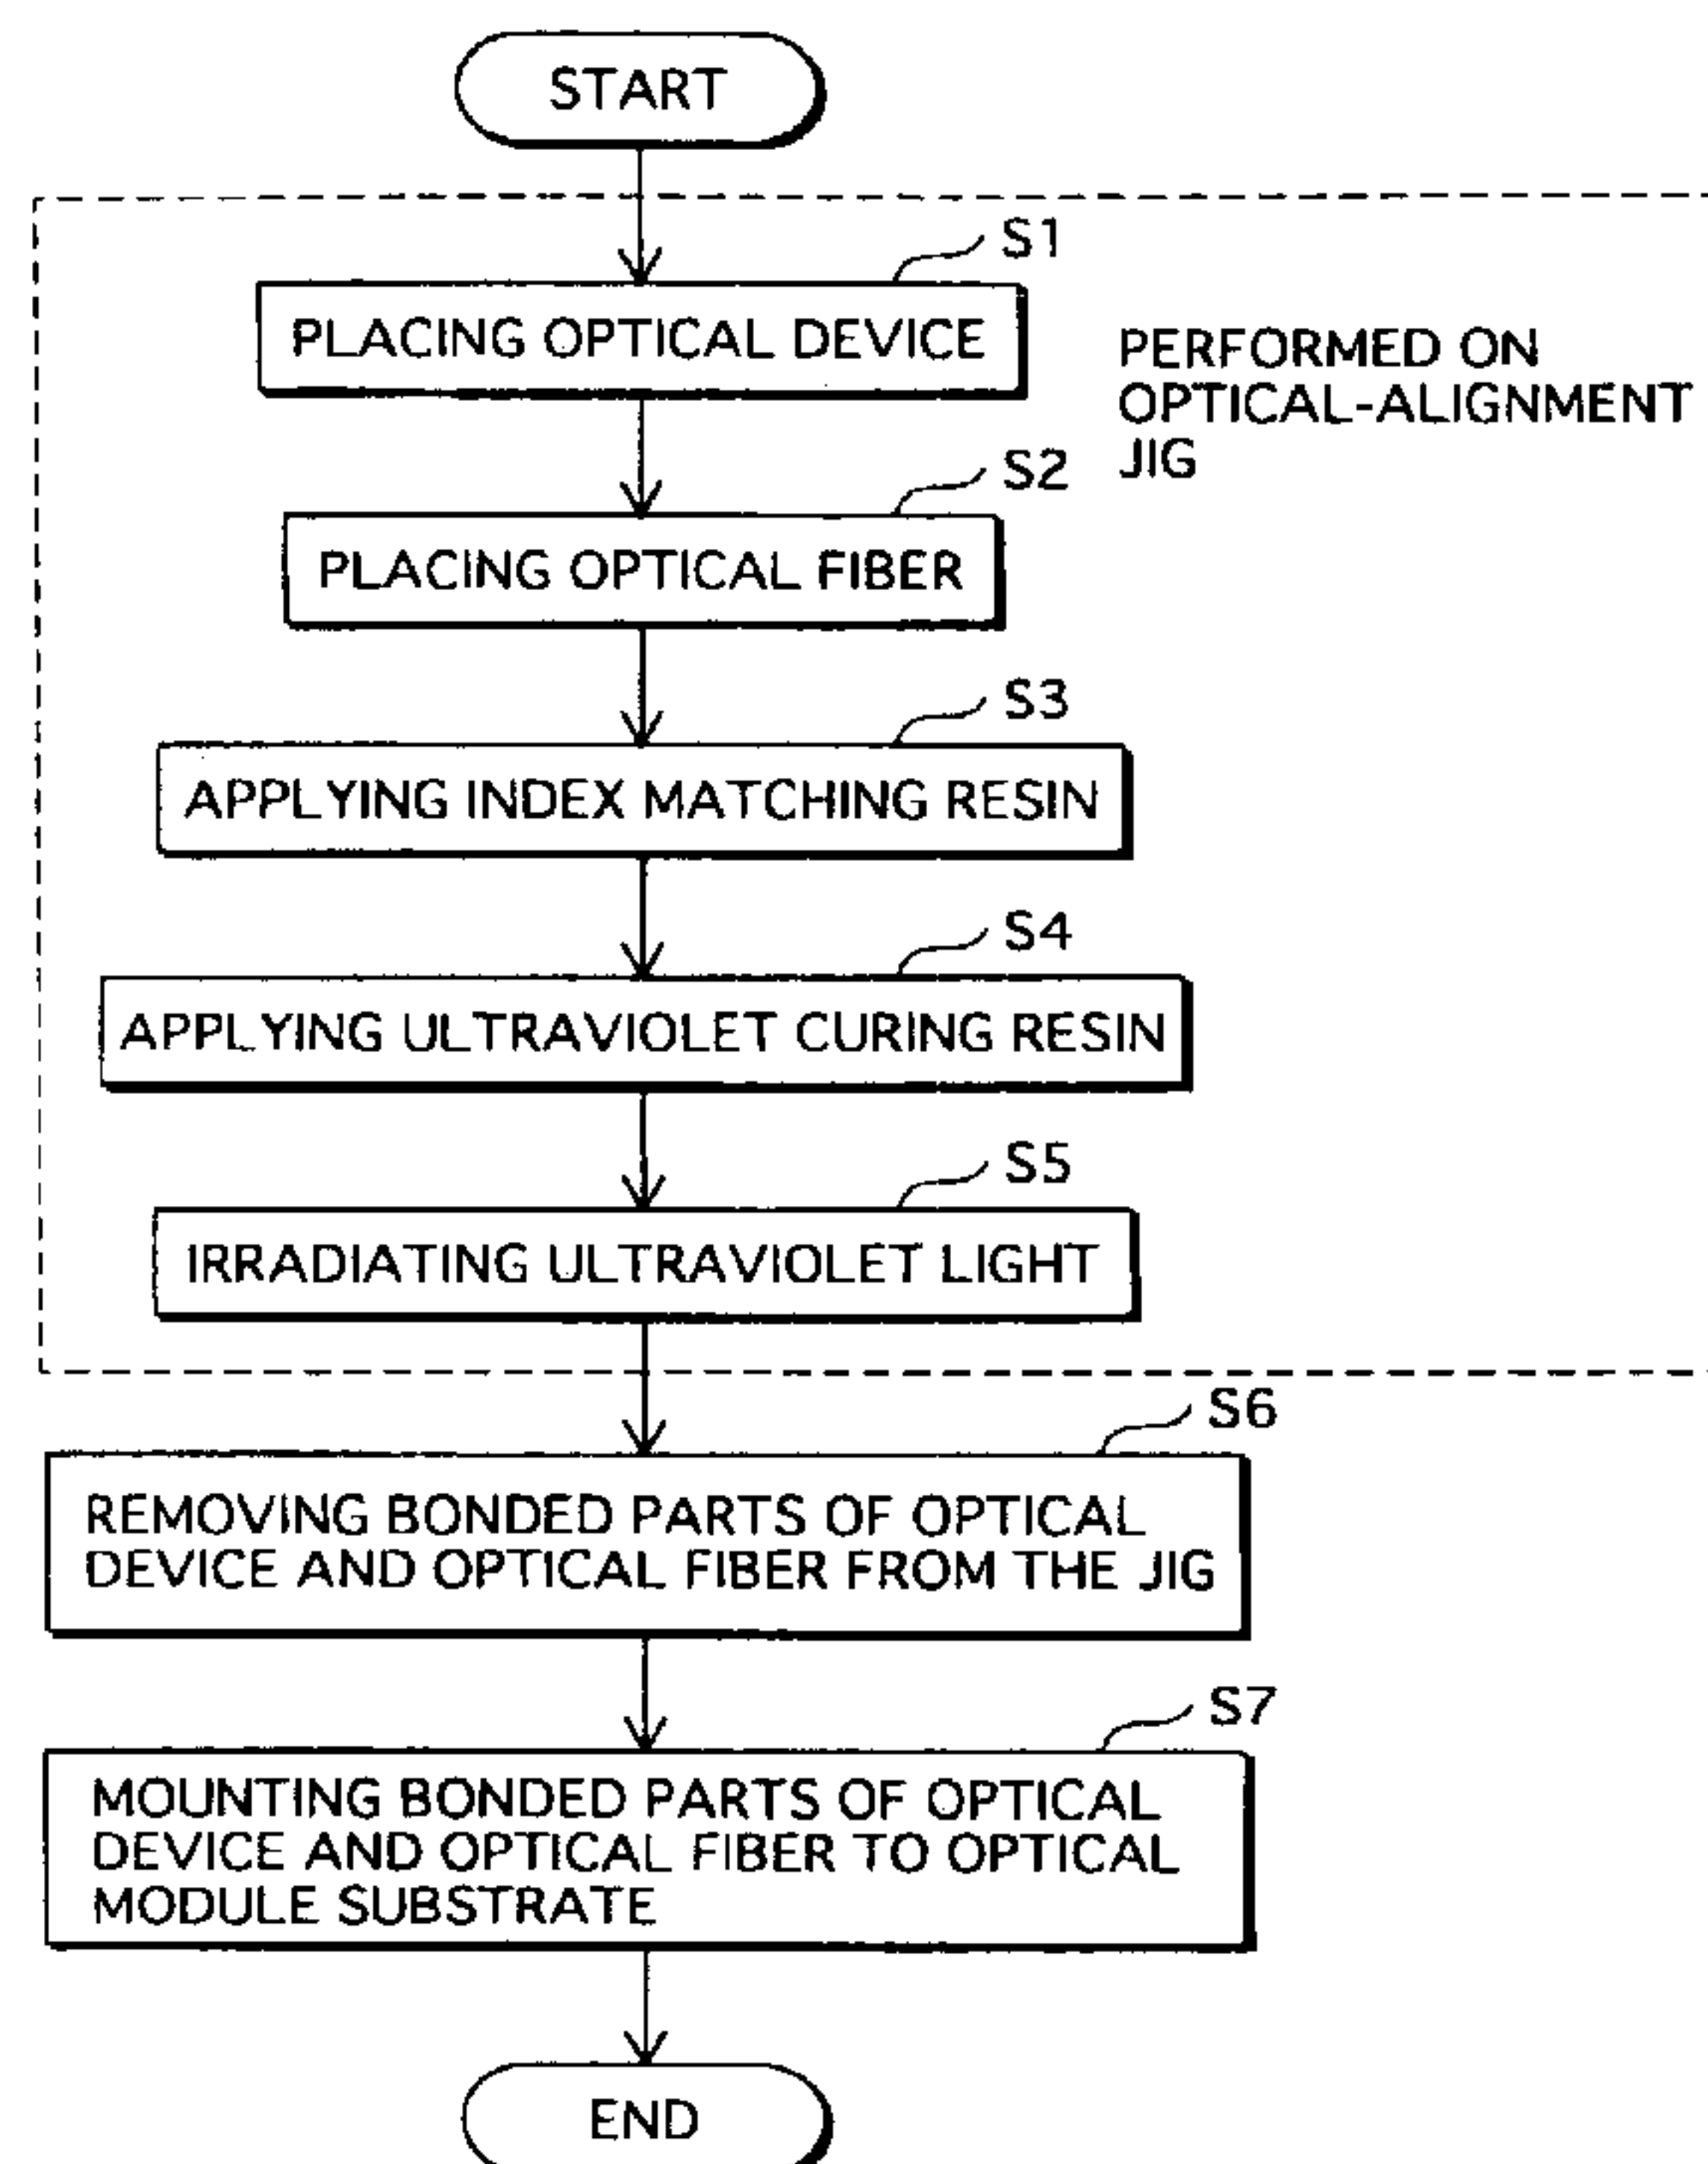 START
S1
PLACING OPTICAL DEVICE
PERFORMED ON
OPTICAL-ALIGNMENT
JIG
S2
PLACING OPTICAL FIBER
S3
APPLYING INDEX MATCHING RESIN
S4
APPLYING ULTRAVIOLET CURING RESIN
S5
IRRADIATING ULTRAVIOLET LIGHT
S6
REMOVING BONDED PARTS OF OPTICAL
DEVICE AND OPTICAL FIBER FROM THE JIG
S7
MOUNTING BONDED PARTS OF OPTICAL
DEVICE AND OPTICAL FIBER TO OPTICAL
MODULE SUBSTRATE
END